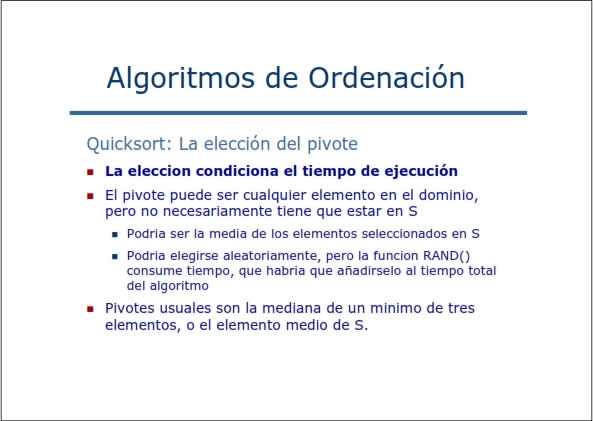 Algoritmos de Ordenación
Quicksort: La elección del pivote
La eleccion condiciona el tiempo de ejecución
El pivote puede ser cualquier elemento en el dominio,
pero no necesariamente tiene que estar en S
Podria ser la media de los elementos seleccionados en S
Podria elegirse aleatoriamente, pero la funcion RAND()
consume tiempo, que habria que añadirselo al tiempo total
del algoritmo
Pivotes usuales son la mediana de un minimo de tres
elementos, o el elemento medio de S.